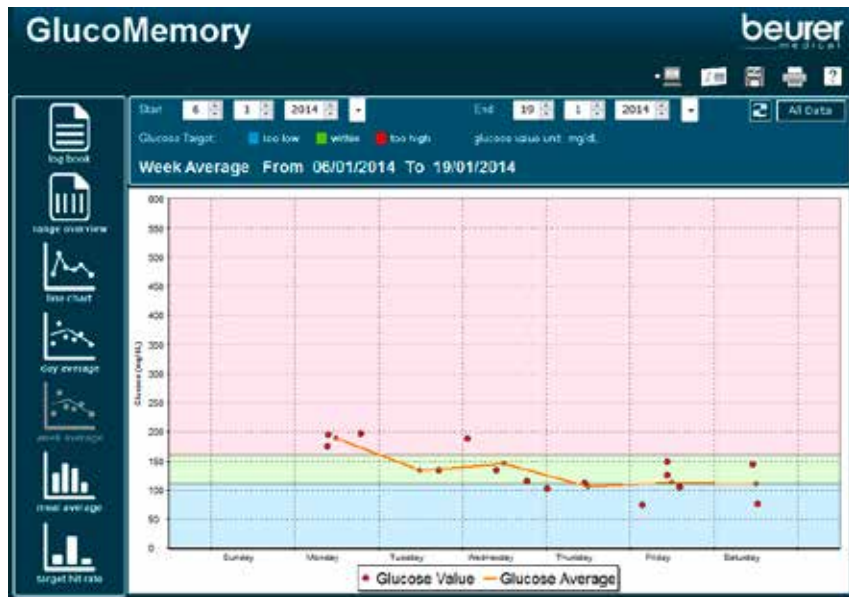 GlucoMemory
beurer
medical
Start 6 1 2014
End 19 1 2014
All Data
Glucose Target: too low within too high glucose value unit mg/dL
Week Average From 06/01/2014 To 19/01/2014
log book
range overview
line chart
day average
week average
meal average
target hit rate
Glucose (mg/dL)
600
550
500
450
400
350
300
250
200
150
100
50
0
Sunday Monday Tuesday Wednesday Thursday Friday Saturday
Glucose Value Glucose Average